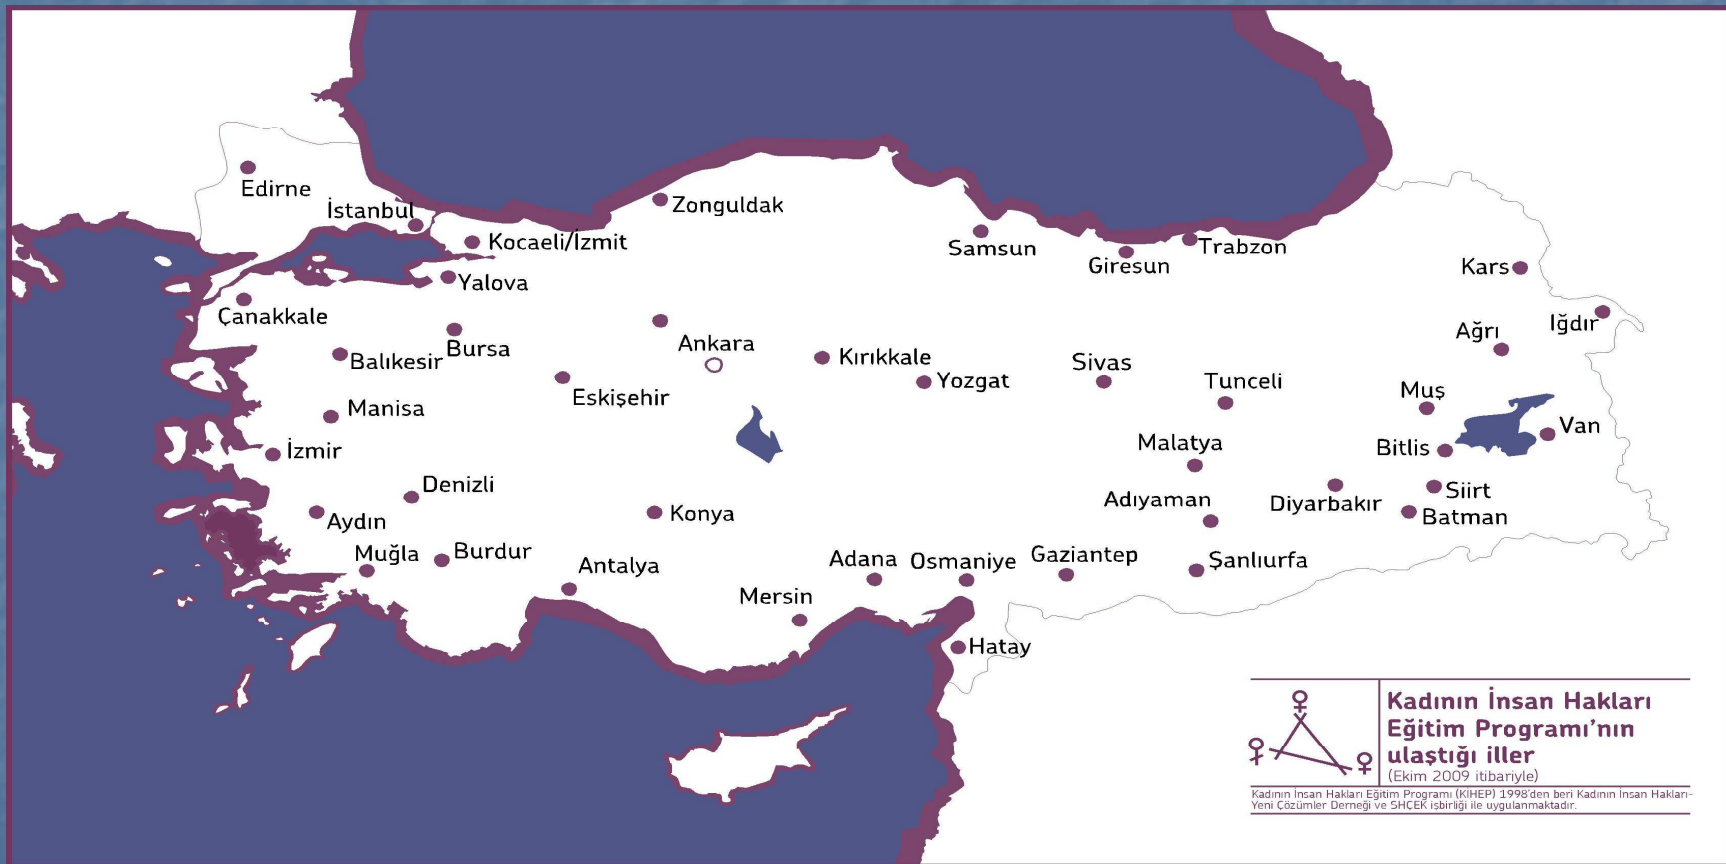 Edirne
İstanbul
Zonguldak
Kocaeli/İzmit
Samsun
Giresun
Trabzon
Kars
Yalova
Çanakkale
Iğdır
Ağrı
Bursa
Ankara
Balıkesir
Kırıkkale
Yozgat
Sivas
Tunceli
Muş
Eskişehir
Manisa
Van
Malatya
Bitlis
İzmir
Denizli
Siirt
Adıyaman
Diyarbakır
Batman
Aydın
Konya
Muğla
Burdur
Antalya
Adana
Osmaniye
Gaziantep
Şanlıurfa
Mersin
Hatay
Kadının İnsan Hakları
Eğitim Programı'nın
ulaştığı iller
(Ekim 2009 itibariyle)
Kadının İnsan Hakları Eğitim Programı (KİHEP) 1998'den beri Kadının İnsan Hakları-
Yeni Çözümler Derneği ve SHÇEK işbirliği ile uygulanmaktadır.